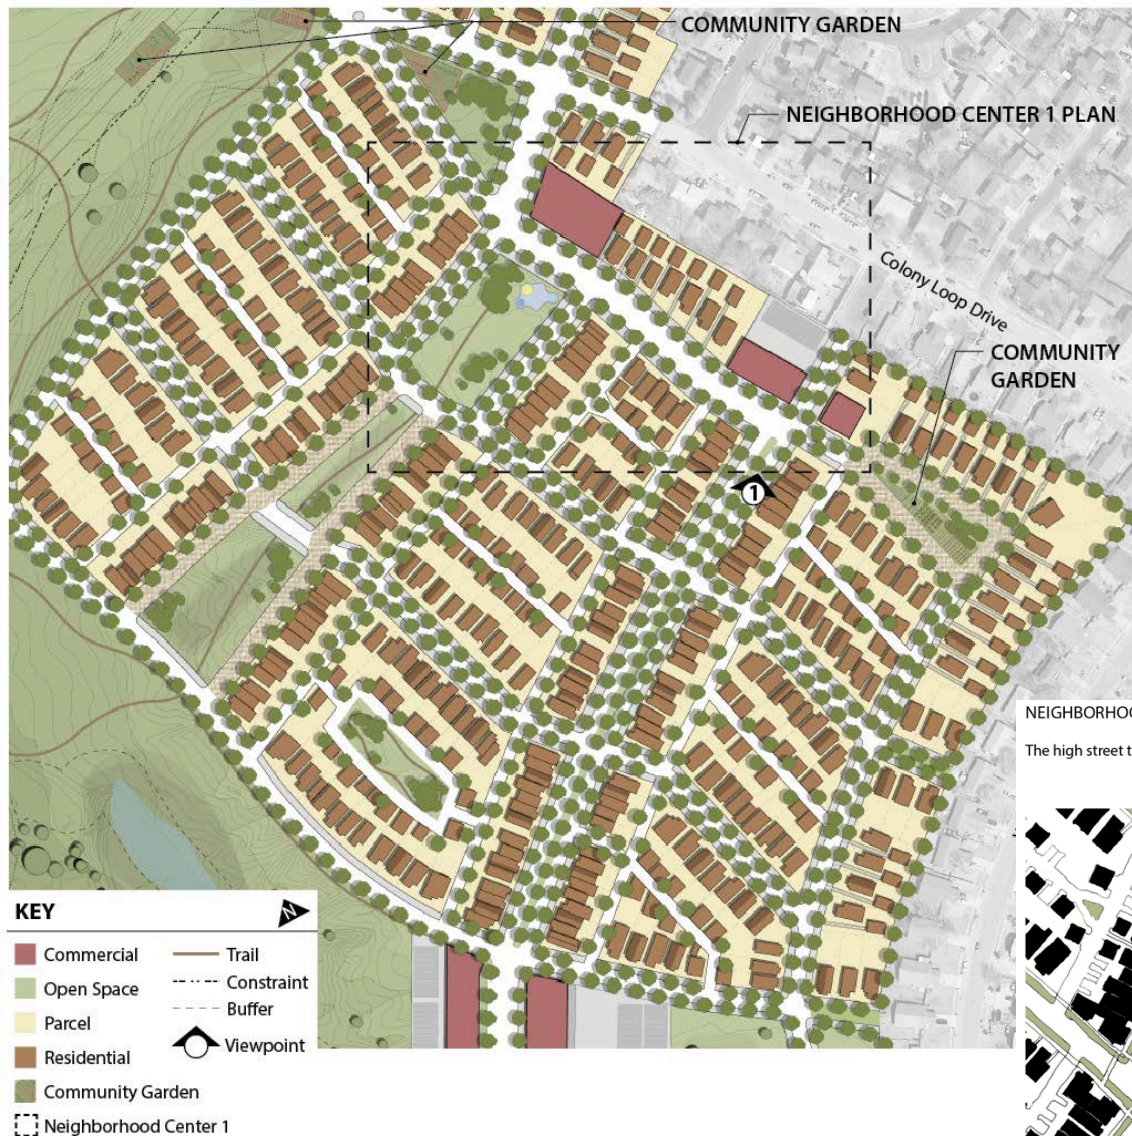 COMMUNITY GARDEN
NEIGHBORHOOD CENTER 1 PLAN
Colony Loop Drive
COMMUNITY
GARDEN
1
NEIGHBORHOO
The high street t
KEY
N
Commercial
Open Space
Parcel
Residential
Community Garden
Neighborhood Center 1
Trail
Constraint
Buffer
Viewpoint